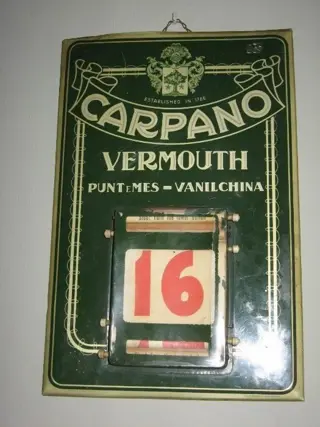 ESTABLISHED IN 1786
CARPANO
VERMOUTH
PUNT E MES = VANILCHINA
16